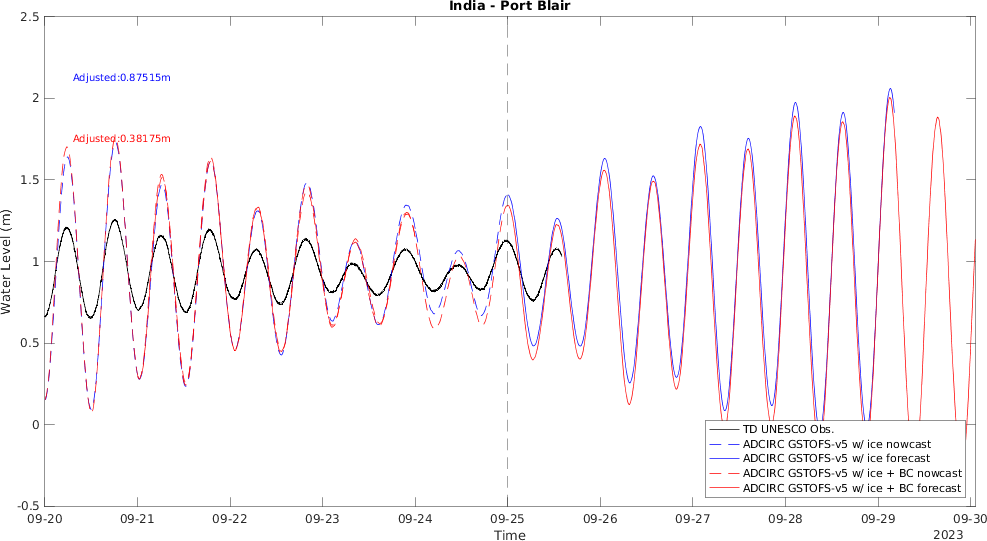 India - Port Blair
2.5
2
1.5
1
0.5
0
-0.5
Water Level (m)
Adjusted:0.87515m
Adjusted:0.38175m
TD UNESCO Obs.
ADCIRC GSTOFS-v5 w/ ice nowcast
ADCIRC GSTOFS-v5 w/ ice forecast
ADCIRC GSTOFS-v5 w/ ice + BC nowcast
ADCIRC GSTOFS-v5 w/ ice + BC forecast
09-20 09-21 09-22 09-23 09-24 09-25 09-26 09-27 09-28 09-29 09-30
Time
2023